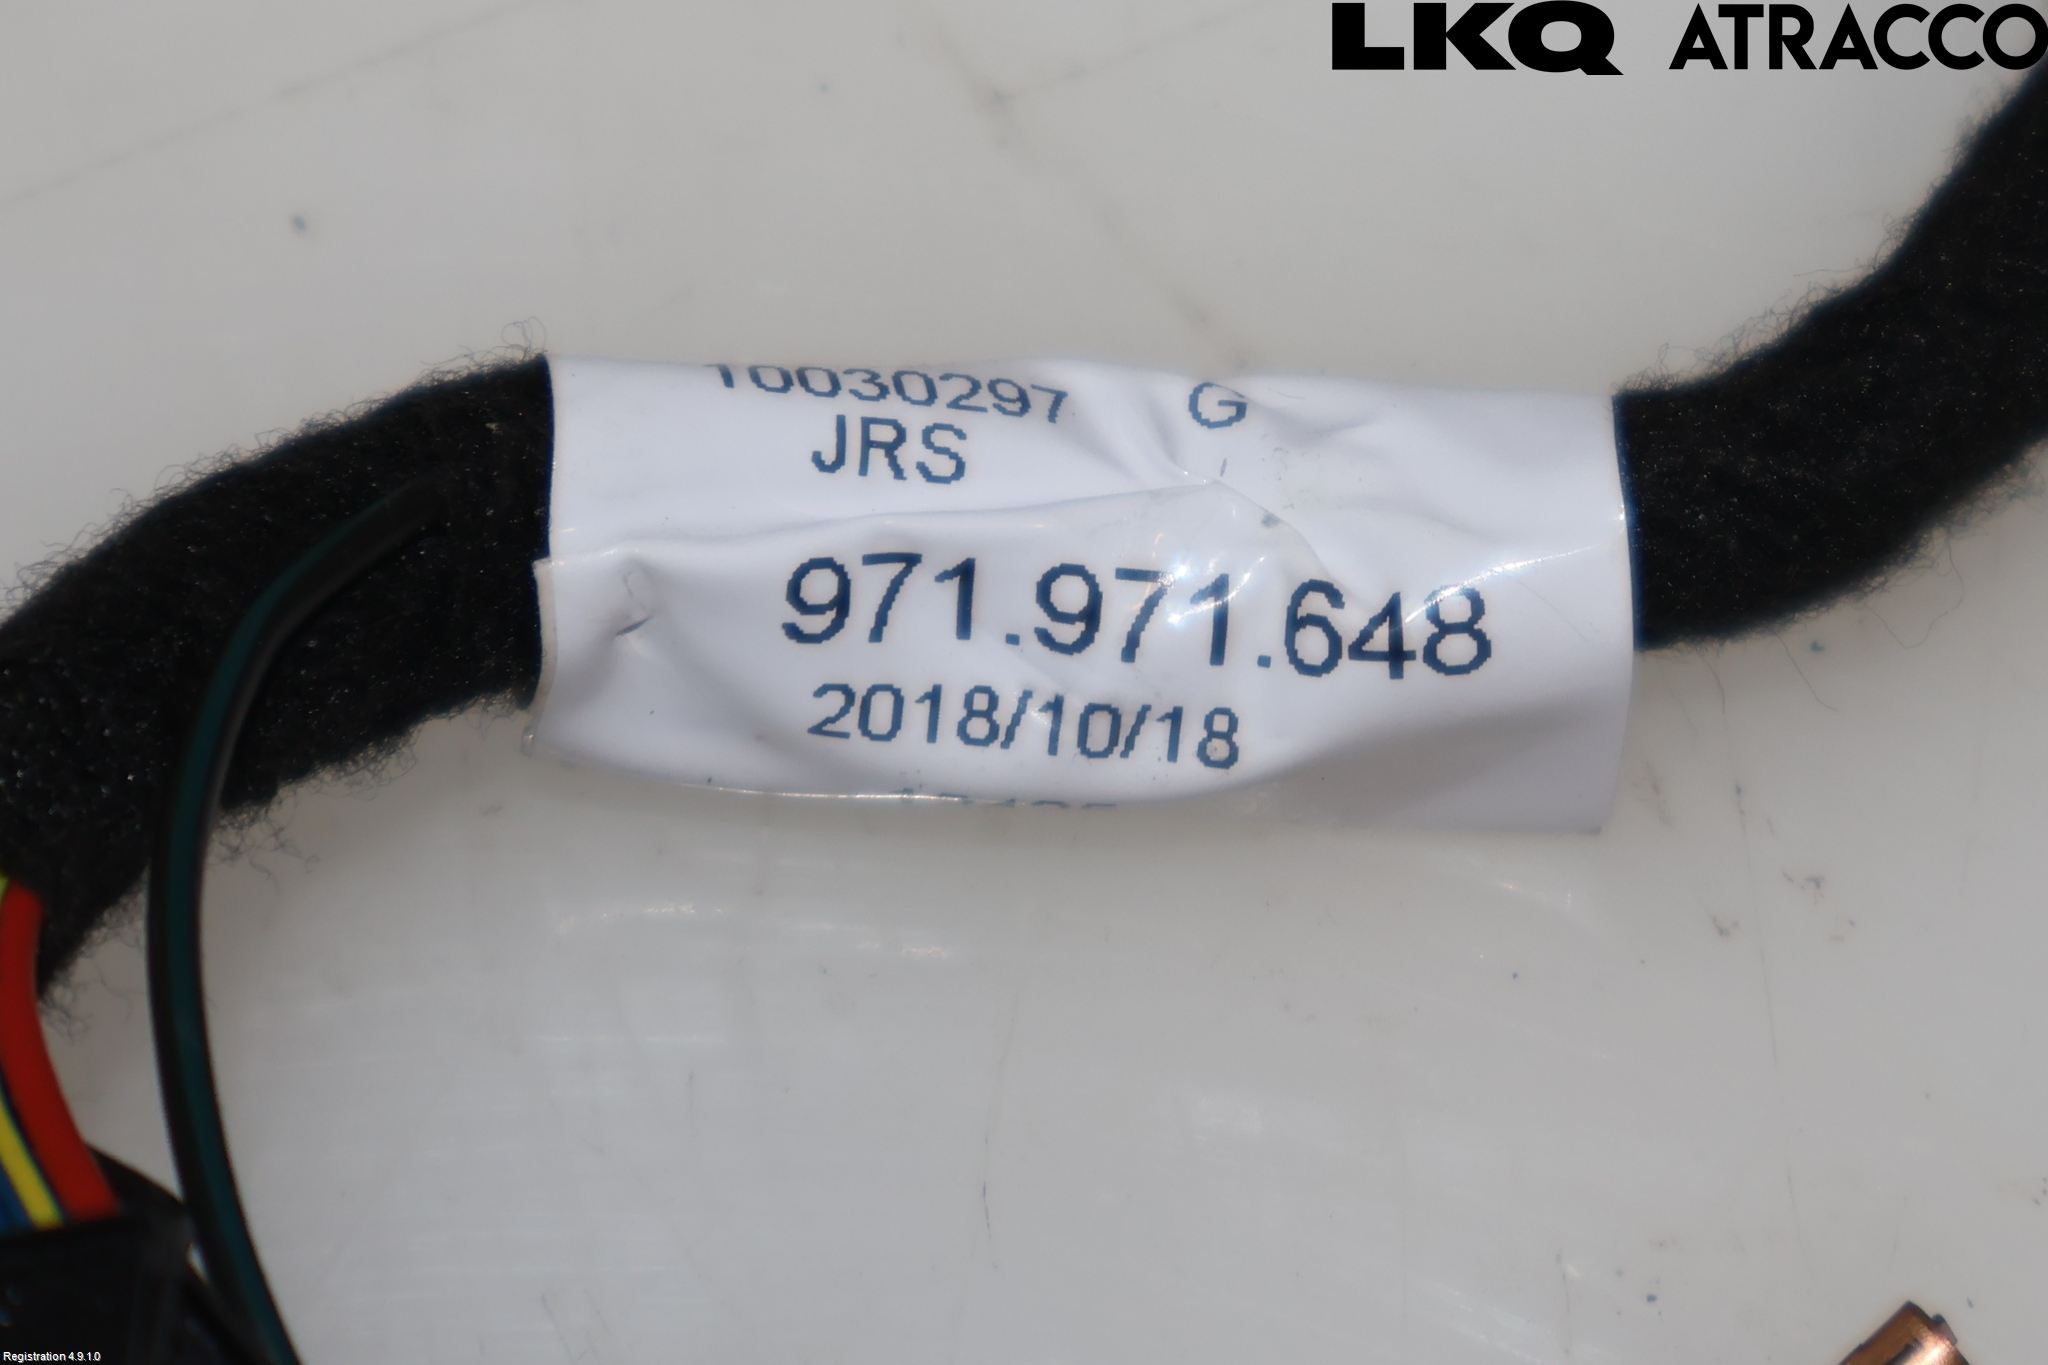 LKQ ATRACCO
10030297 G
JRS
971.971.648
2018/10/18
Registration 4.9.1.0